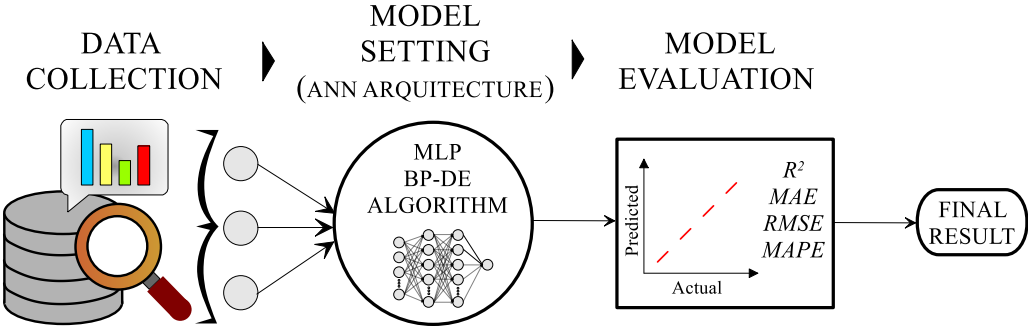 DATA
COLLECTION
MODEL
SETTING
(ANN ARQUITECTURE)
MODEL
EVALUATION
MLP
BP-DE
ALGORITHM
Predicted
Actual
R²
MAE
RMSE
MAPE
FINAL
RESULT